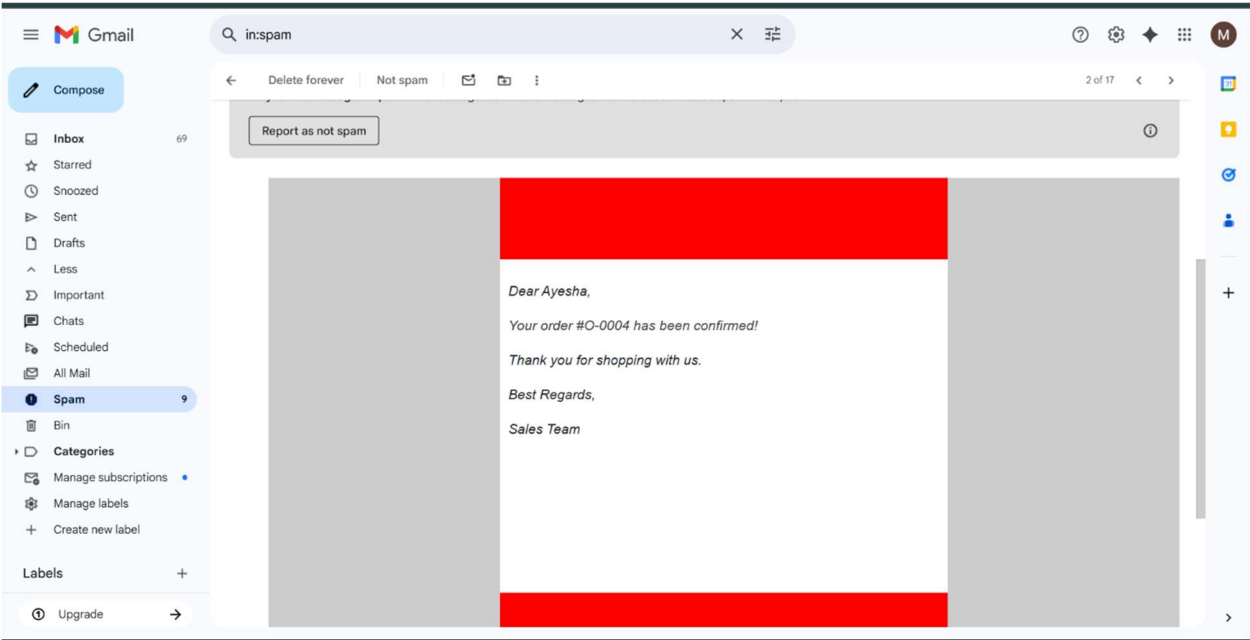 Gmail
in:spam
M
Compose
Delete forever
Not spam
2 of 17
31
Report as not spam
Inbox 69
Starred
Snoozed
Sent
Drafts
Less
Important
Chats
Scheduled
All Mail
Spam 9
Bin
Categories
Manage subscriptions
Manage labels
Create new label
Labels
Upgrade
Dear Ayesha,
Your order #O-0004 has been confirmed!
Thank you for shopping with us.
Best Regards,
Sales Team